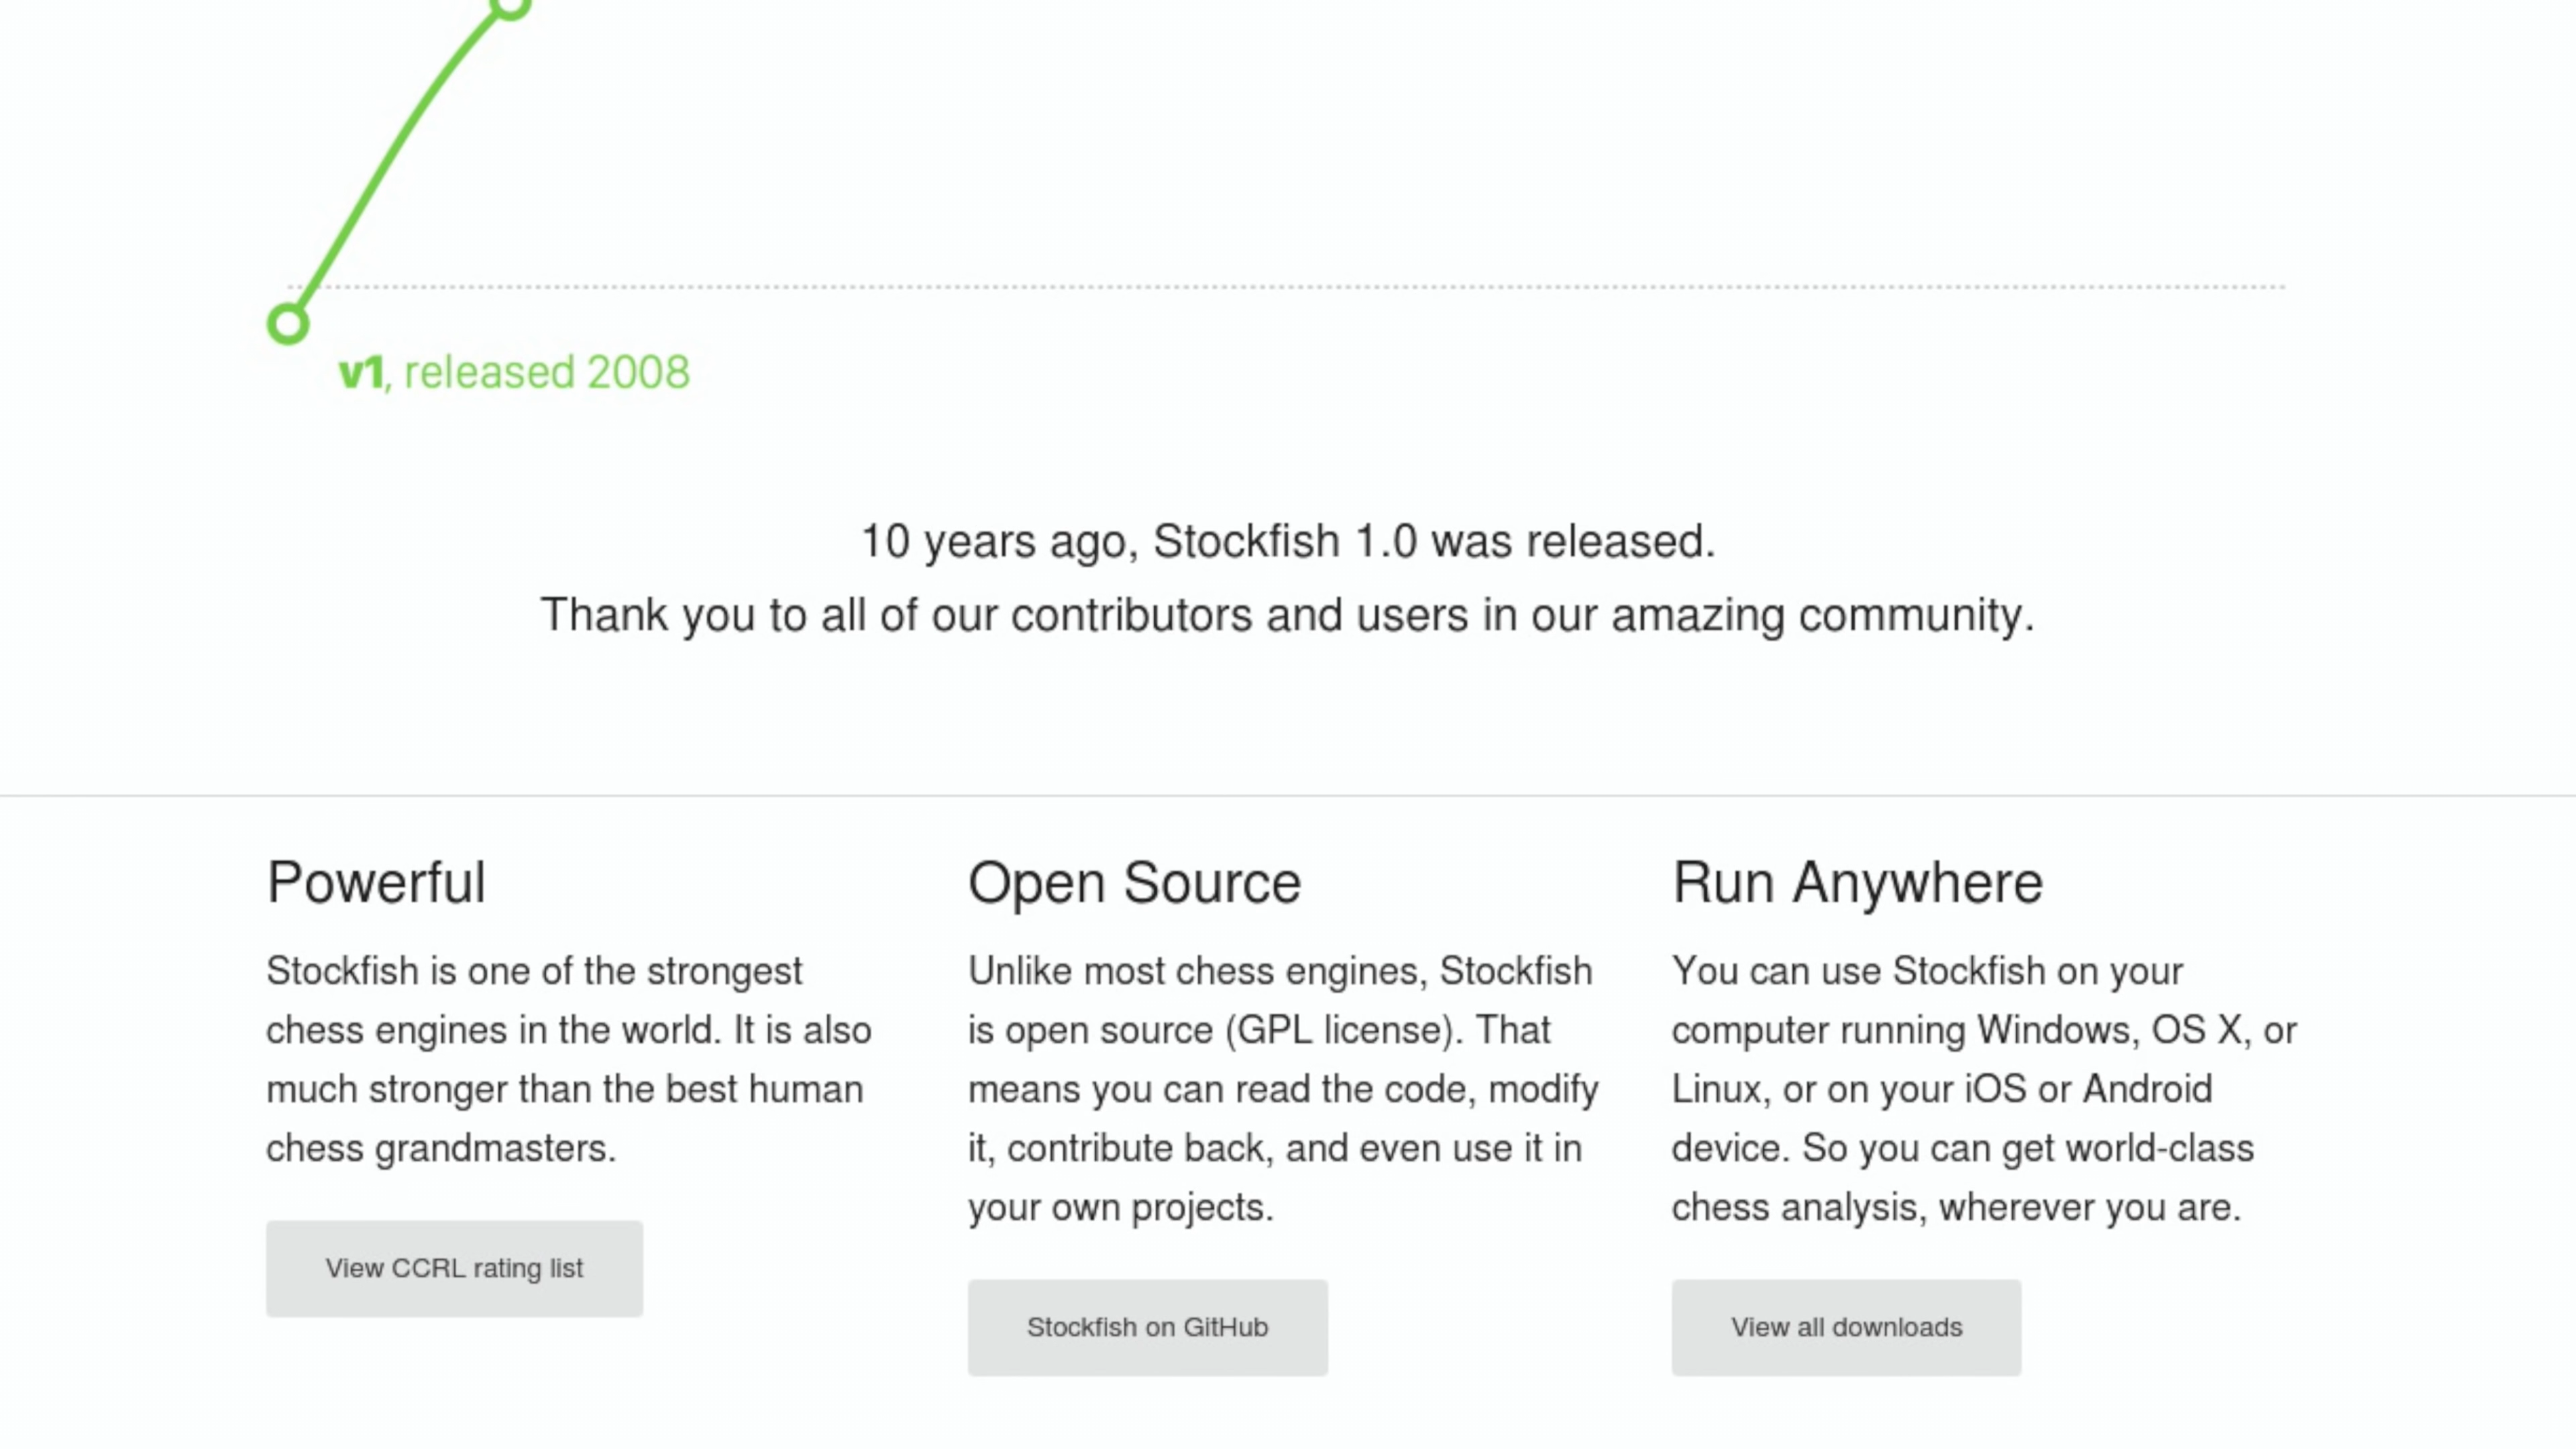 v1, released 2008
10 years ago, Stockfish 1.0 was released.
Thank you to all of our contributors and users in our amazing community.
Powerful
Stockfish is one of the strongest
chess engines in the world. It is also
much stronger than the best human
chess grandmasters.
View CCRL rating list
Open Source
Unlike most chess engines, Stockfish
is open source (GPL license). That
means you can read the code, modify
it, contribute back, and even use it in
your own projects.
Stockfish on GitHub
Run Anywhere
You can use Stockfish on your
computer running Windows, OS X, or
Linux, or on your iOS or Android
device. So you can get world-class
chess analysis, wherever you are.
View all downloads